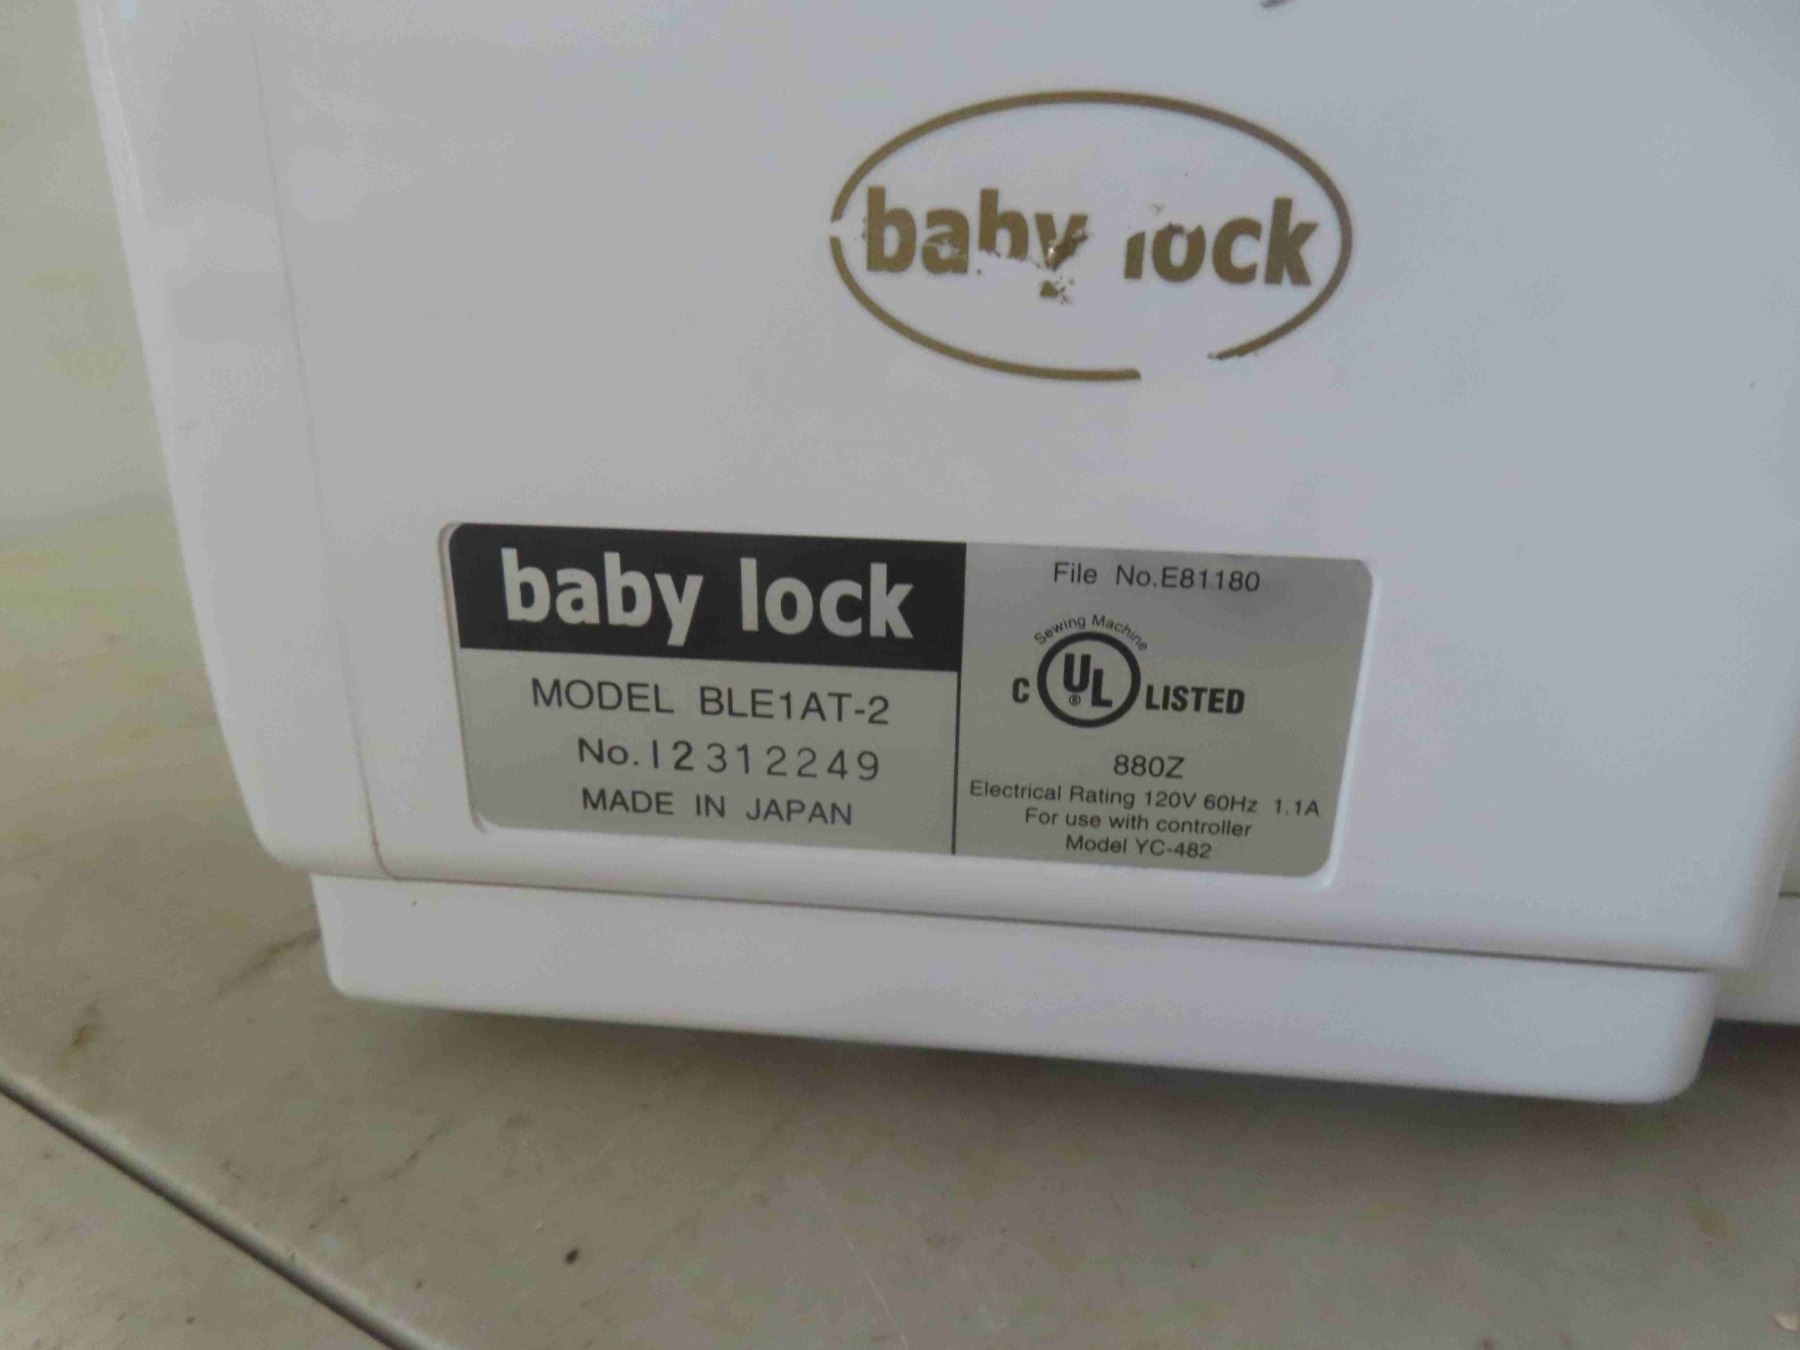 baby lock
baby lock
MODEL BLE1AT-2
No. I2312249
MADE IN JAPAN
File No.E81180
Sewing Machine
C UL® LISTED
880Z
Electrical Rating 120V 60Hz 1.1A
For use with controller
Model YC-482